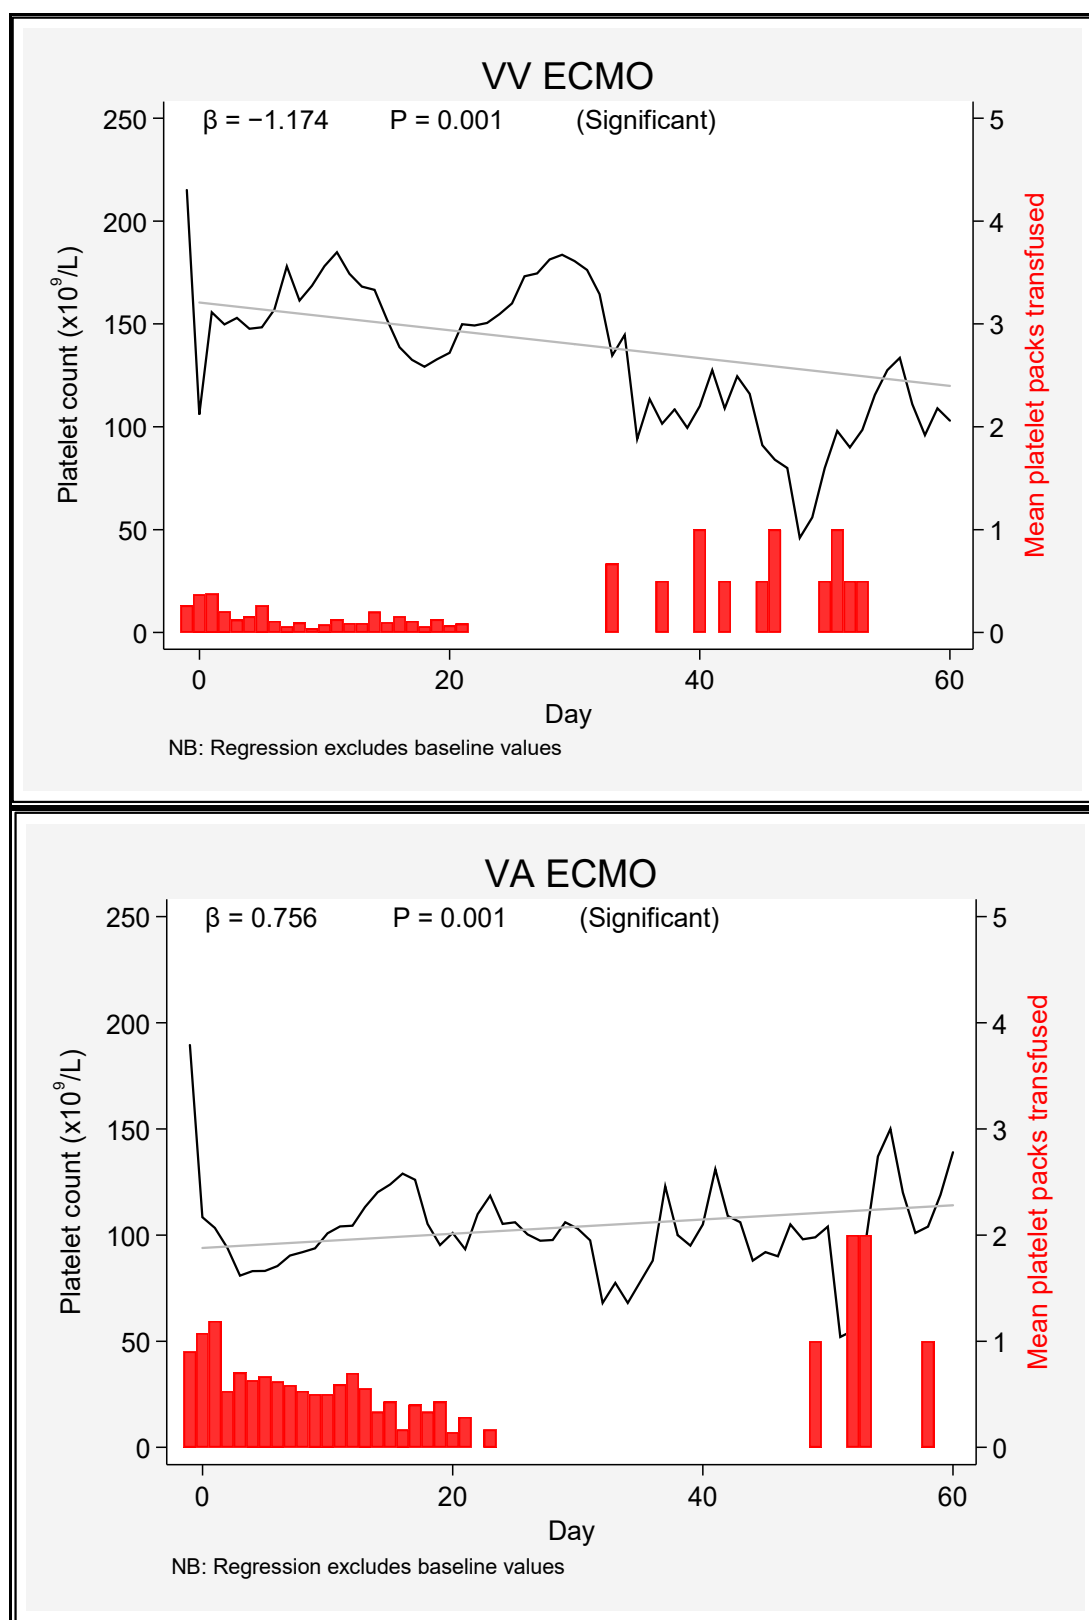 VV ECMO
β = −1.174 P = 0.001 (Significant)
250
200
150
100
50
0
Platelet count (x10⁹/L)
5
4
3
2
1
0
Mean platelet packs transfused
0 20 40 60
Day
NB: Regression excludes baseline values
VA ECMO
β = 0.756 P = 0.001 (Significant)
250
200
150
100
50
0
Platelet count (x10⁹/L)
5
4
3
2
1
0
Mean platelet packs transfused
0 20 40 60
Day
NB: Regression excludes baseline values